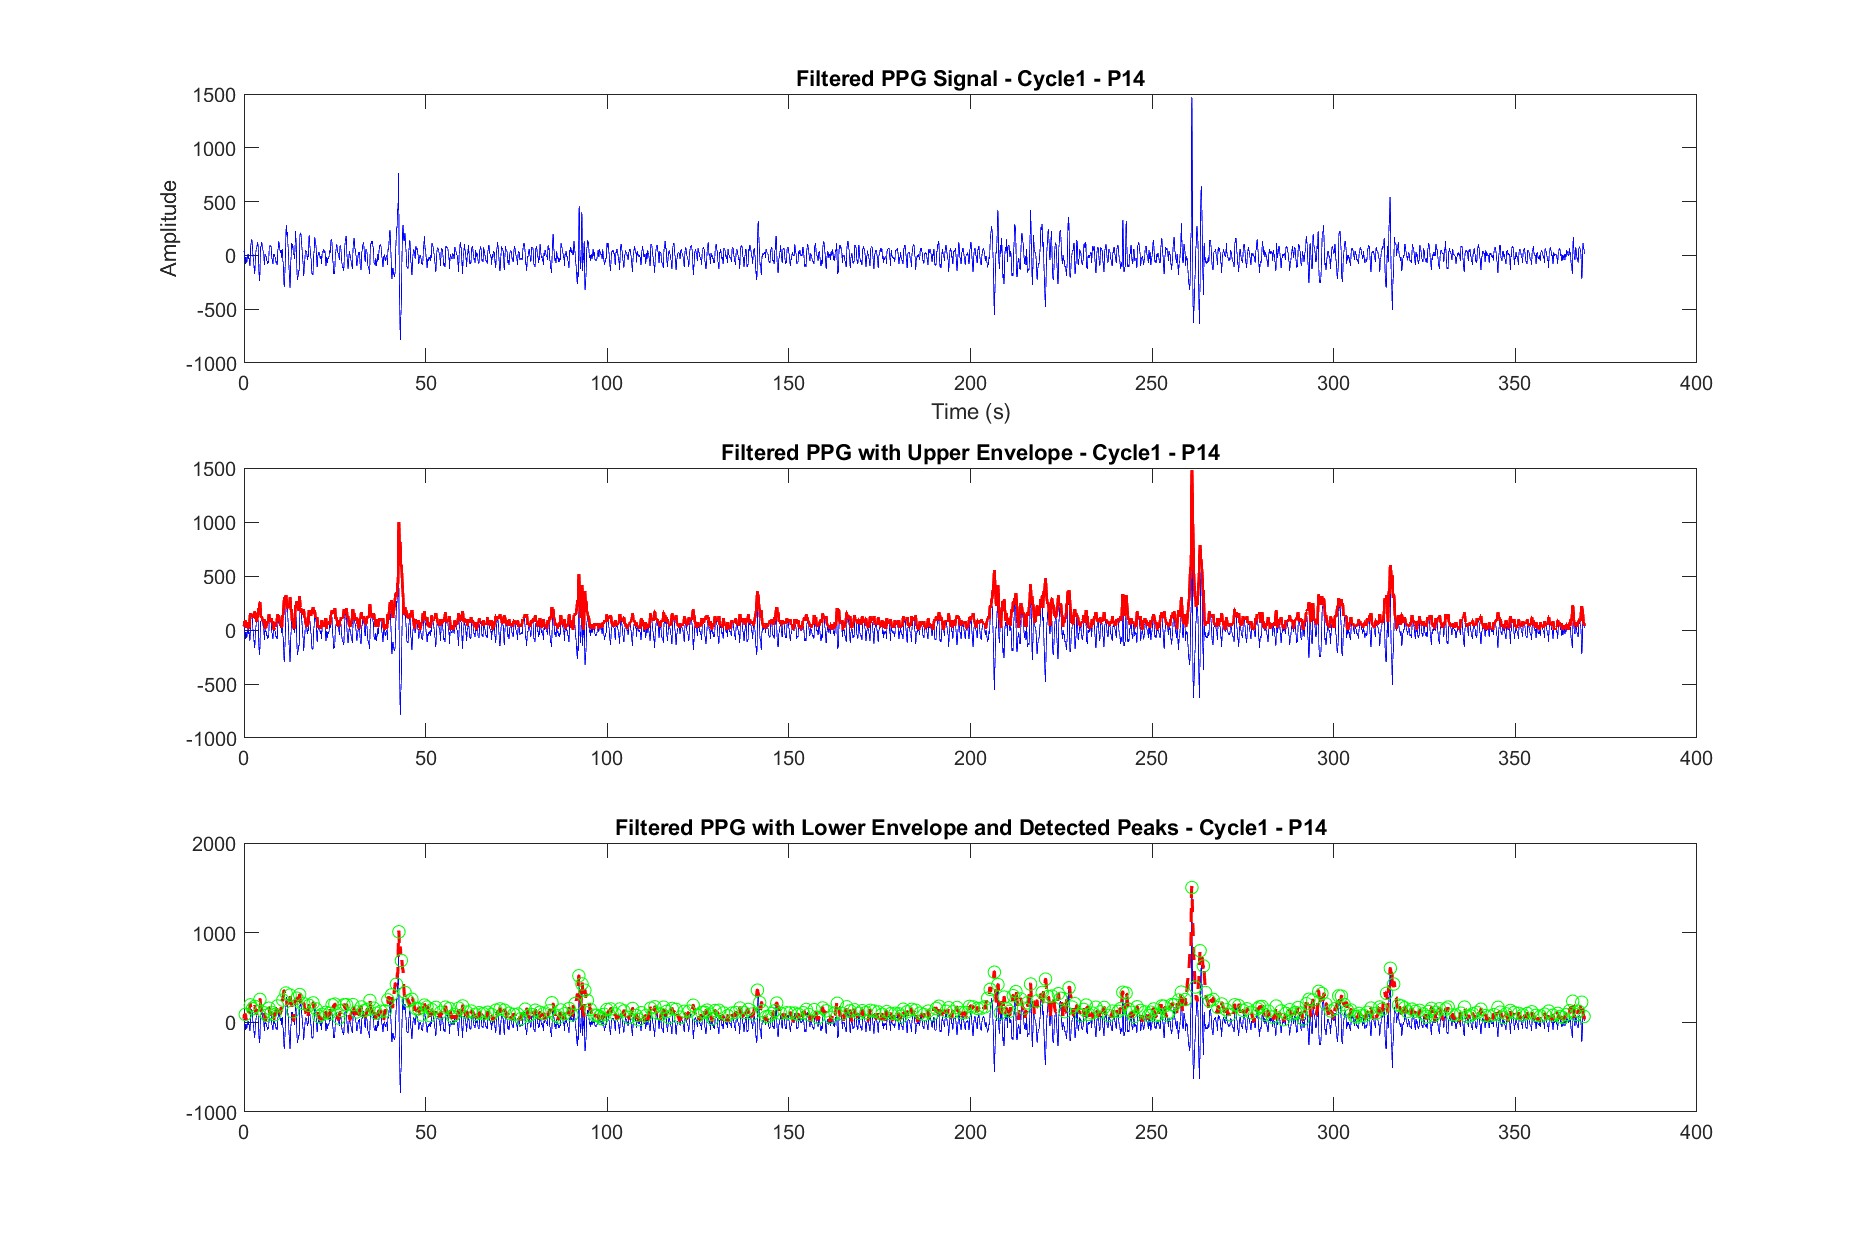 Filtered PPG Signal - Cycle1 - P14
1500
1000
500
0
-500
-1000
Amplitude
0 50 100 150 200 250 300 350 400
Time (s)
Filtered PPG with Upper Envelope - Cycle1 - P14
1500
1000
500
0
-500
-1000
0 50 100 150 200 250 300 350 400
Filtered PPG with Lower Envelope and Detected Peaks - Cycle1 - P14
2000
1000
0
-1000
0 50 100 150 200 250 300 350 400